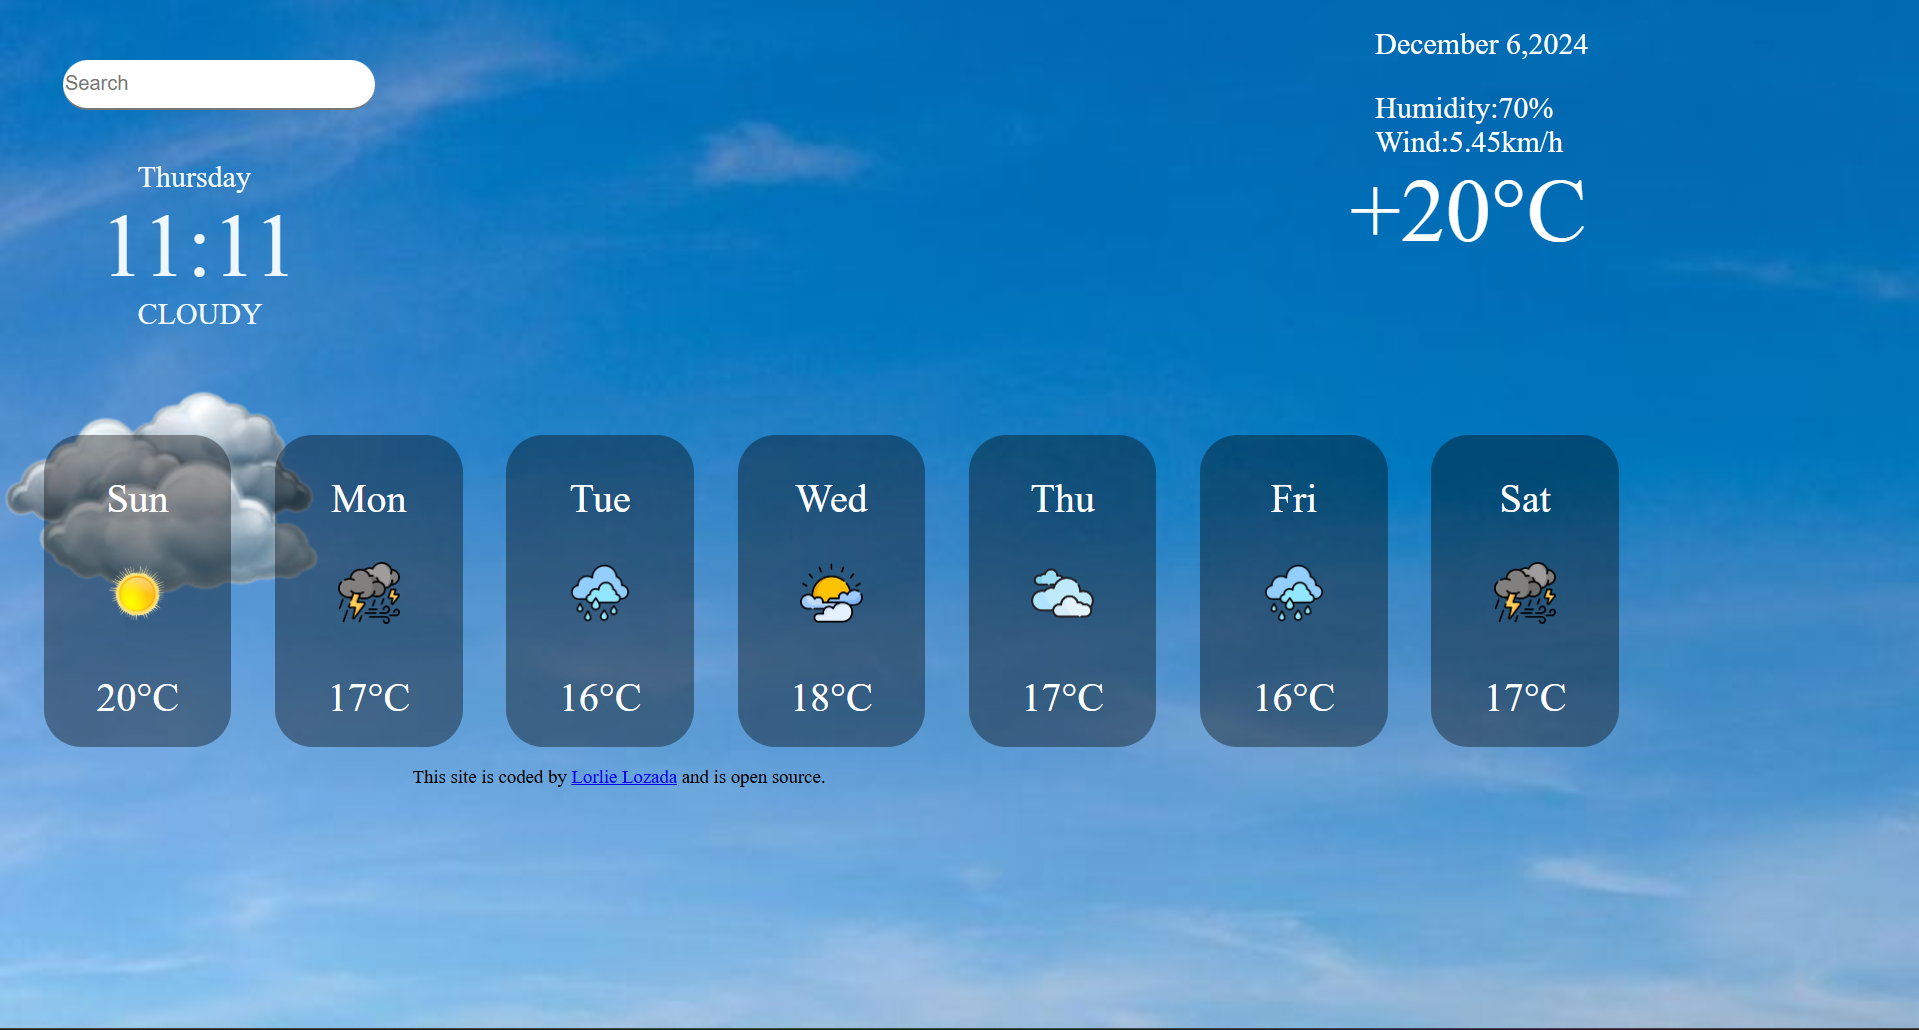 Search
Thursday
11:11
CLOUDY
December 6,2024
Humidity:70%
Wind:5.45km/h
+20°C
Sun
20°C
Mon
17°C
Tue
16°C
Wed
18°C
Thu
17°C
Fri
16°C
Sat
17°C
This site is coded by Lorlie Lozada and is open source.